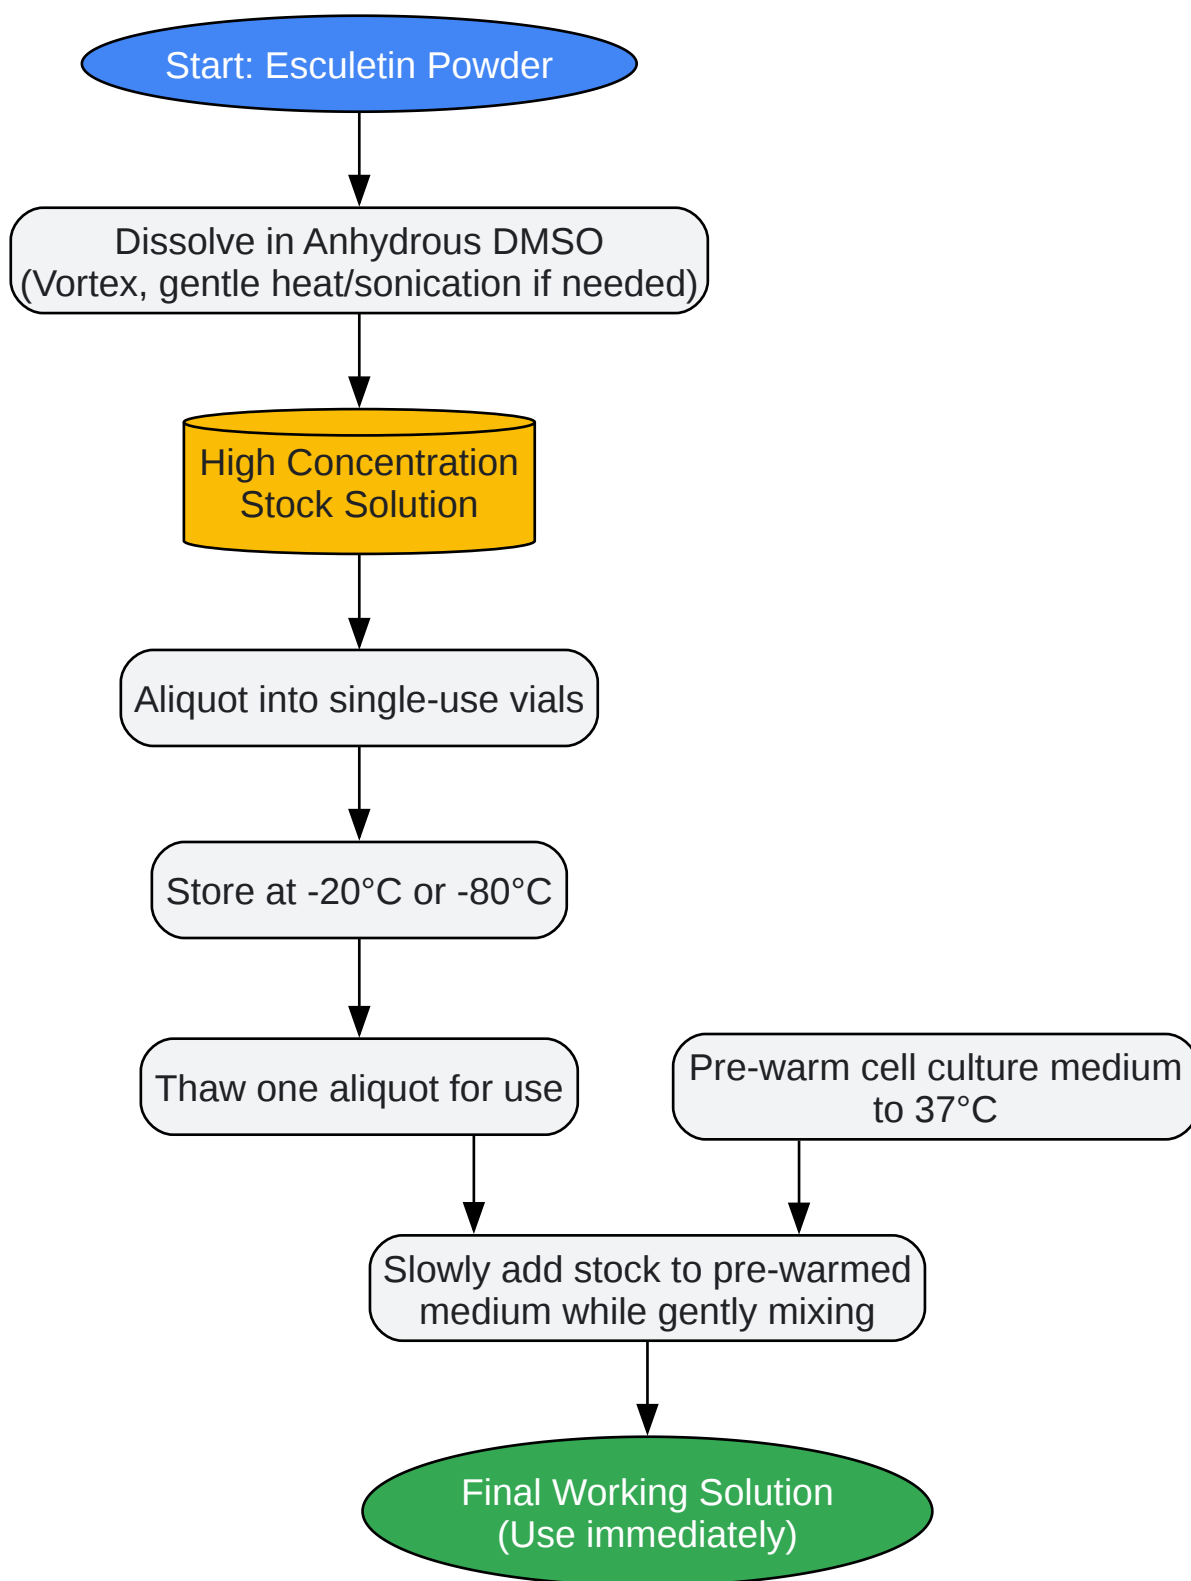 Start: Esculetin Powder
Dissolve in Anhydrous DMSO
(Vortex, gentle heat/sonication if needed)
High Concentration
Stock Solution
Aliquot into single-use vials
Store at -20°C or -80°C
Thaw one aliquot for use
Pre-warm cell culture medium
to 37°C
Slowly add stock to pre-warmed
medium while gently mixing
Final Working Solution
(Use immediately)